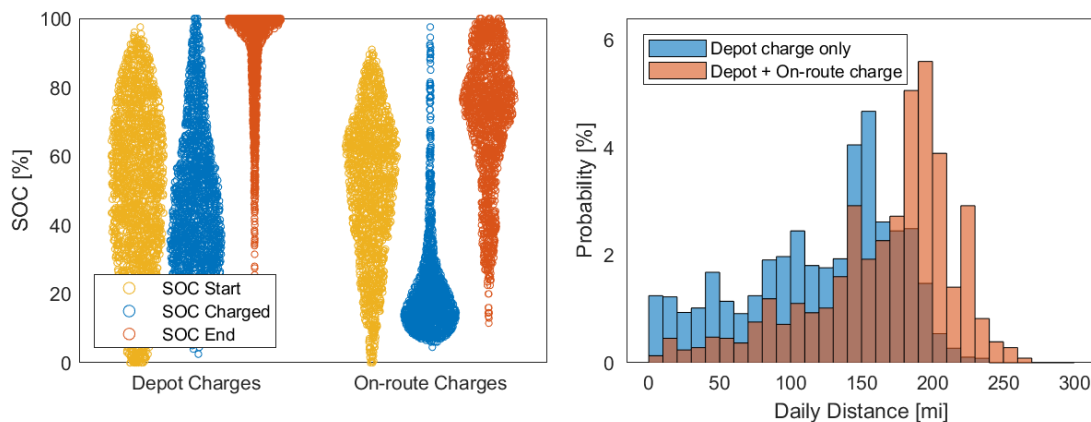 100
80
60
40
20
0
SOC [%]
SOC Start
SOC Charged
SOC End
Depot Charges
On-route Charges
6
4
2
0
Probability [%]
Depot charge only
Depot + On-route charge
0
50
100
150
200
250
300
Daily Distance [mi]